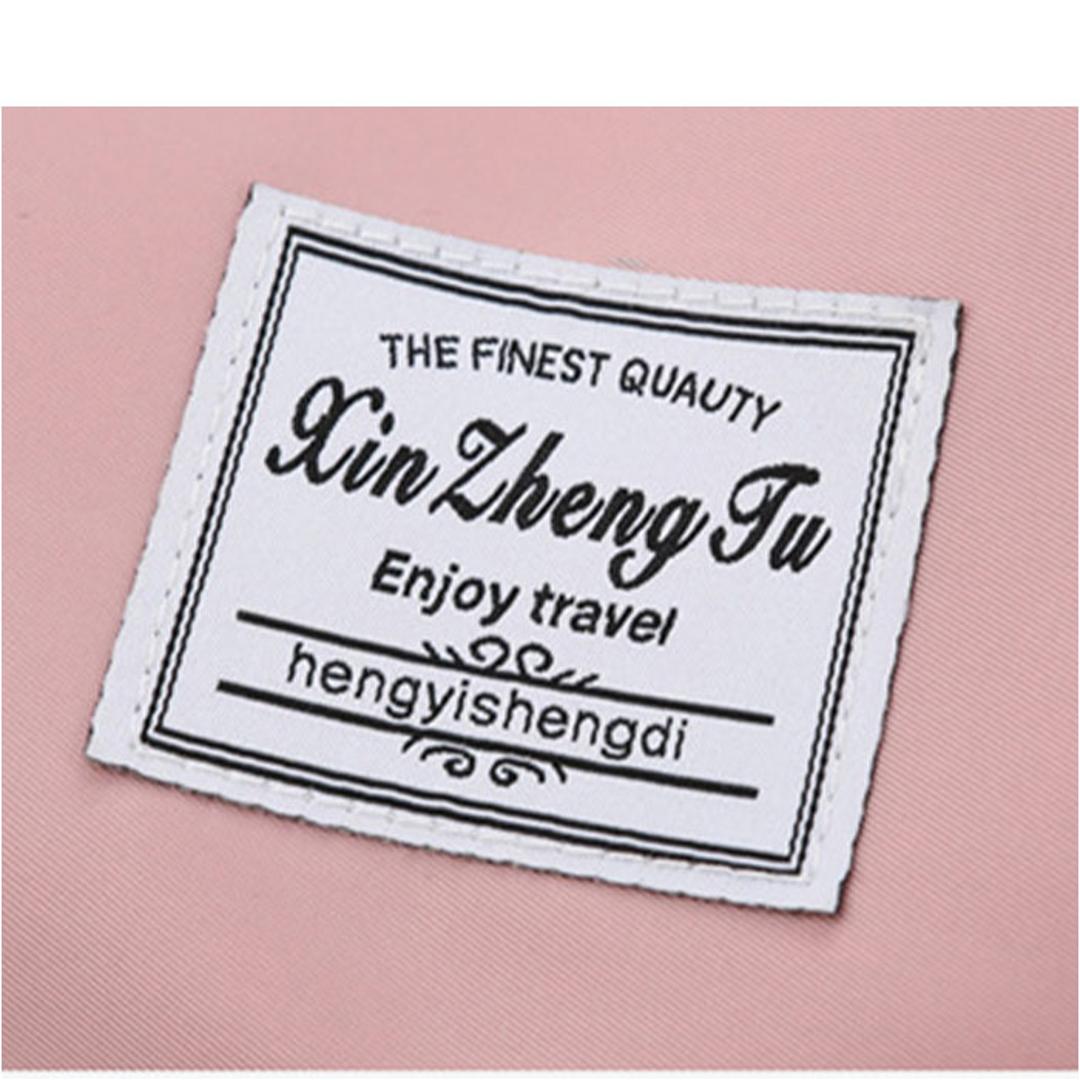 THE FINEST QUAUTY
Xin Zheng Tu
Enjoy travel
hengyishengdi